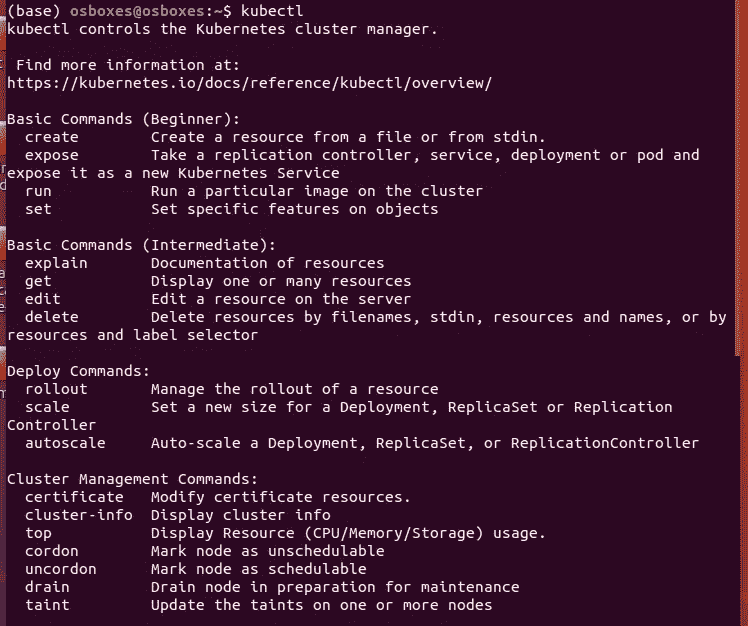 (base) osboxes@osboxes:~$ kubectl
kubectl controls the Kubernetes cluster manager.
Find more information at:
https://kubernetes.io/docs/reference/kubectl/overview/
Basic Commands (Beginner):
create Create a resource from a file or from stdin.
expose Take a replication controller, service, deployment or pod and
expose it as a new Kubernetes Service
run Run a particular image on the cluster
set Set specific features on objects
Basic Commands (Intermediate):
explain Documentation of resources
get Display one or many resources
edit Edit a resource on the server
delete Delete resources by filenames, stdin, resources and names, or by
resources and label selector
Deploy Commands:
rollout Manage the rollout of a resource
scale Set a new size for a Deployment, ReplicaSet or Replication
Controller
autoscale Auto-scale a Deployment, ReplicaSet, or ReplicationController
Cluster Management Commands:
certificate Modify certificate resources.
cluster-info Display cluster info
top Display Resource (CPU/Memory/Storage) usage.
cordon Mark node as unschedulable
uncordon Mark node as schedulable
drain Drain node in preparation for maintenance
taint Update the taints on one or more nodes